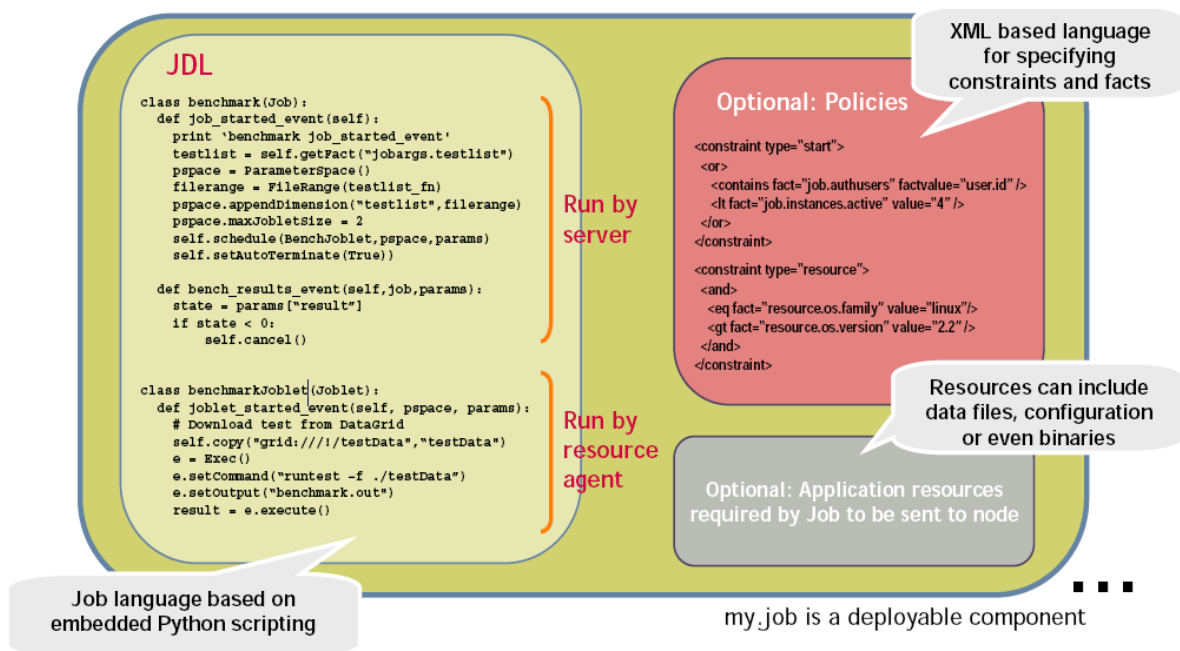 JDL
class benchmark(Job):
def job_started_event(self):
print 'benchmark job_started_event'
testlist = self.getFact("jobargs.testlist")
pspace = ParameterSpace()
filerange = FileRange(testlist_fn)
pspace.appendDimension("testlist",filerange)
pspace.maxJobletSize = 2
self.schedule(BenchJoblet,pspace,params)
self.setAutoTerminate(True))
def bench_results_event(self,job,params):
state = params["result"]
if state < 0:
self.cancel()
class benchmarkJoblet(Joblet):
def joblet_started_event(self, pspace, params):
# Download test from DataGrid
self.copy("grid:///!/testData","testData")
e = Exec()
e.setCommand("runtest -f ./testData")
e.setOutput("benchmark.out")
result = e.execute()
Run by
server
Run by
resource
agent
Job language based on
embedded Python scripting
XML based language
for specifying
constraints and facts
Optional: Policies
<constraint type="start">
<or>
<contains fact="job.authusers" factvalue="user.id" />
<lt fact="job.instances.active" value="4" />
</or>
</constraint>
<constraint type="resource">
<and>
<eq fact="resource.os.family" value="linux"/>
<gt fact="resource.os.version" value="2.2" />
</and>
</constraint>
Resources can include
data files, configuration
or even binaries
Optional: Application resources
required by Job to be sent to node
...
my.job is a deployable component